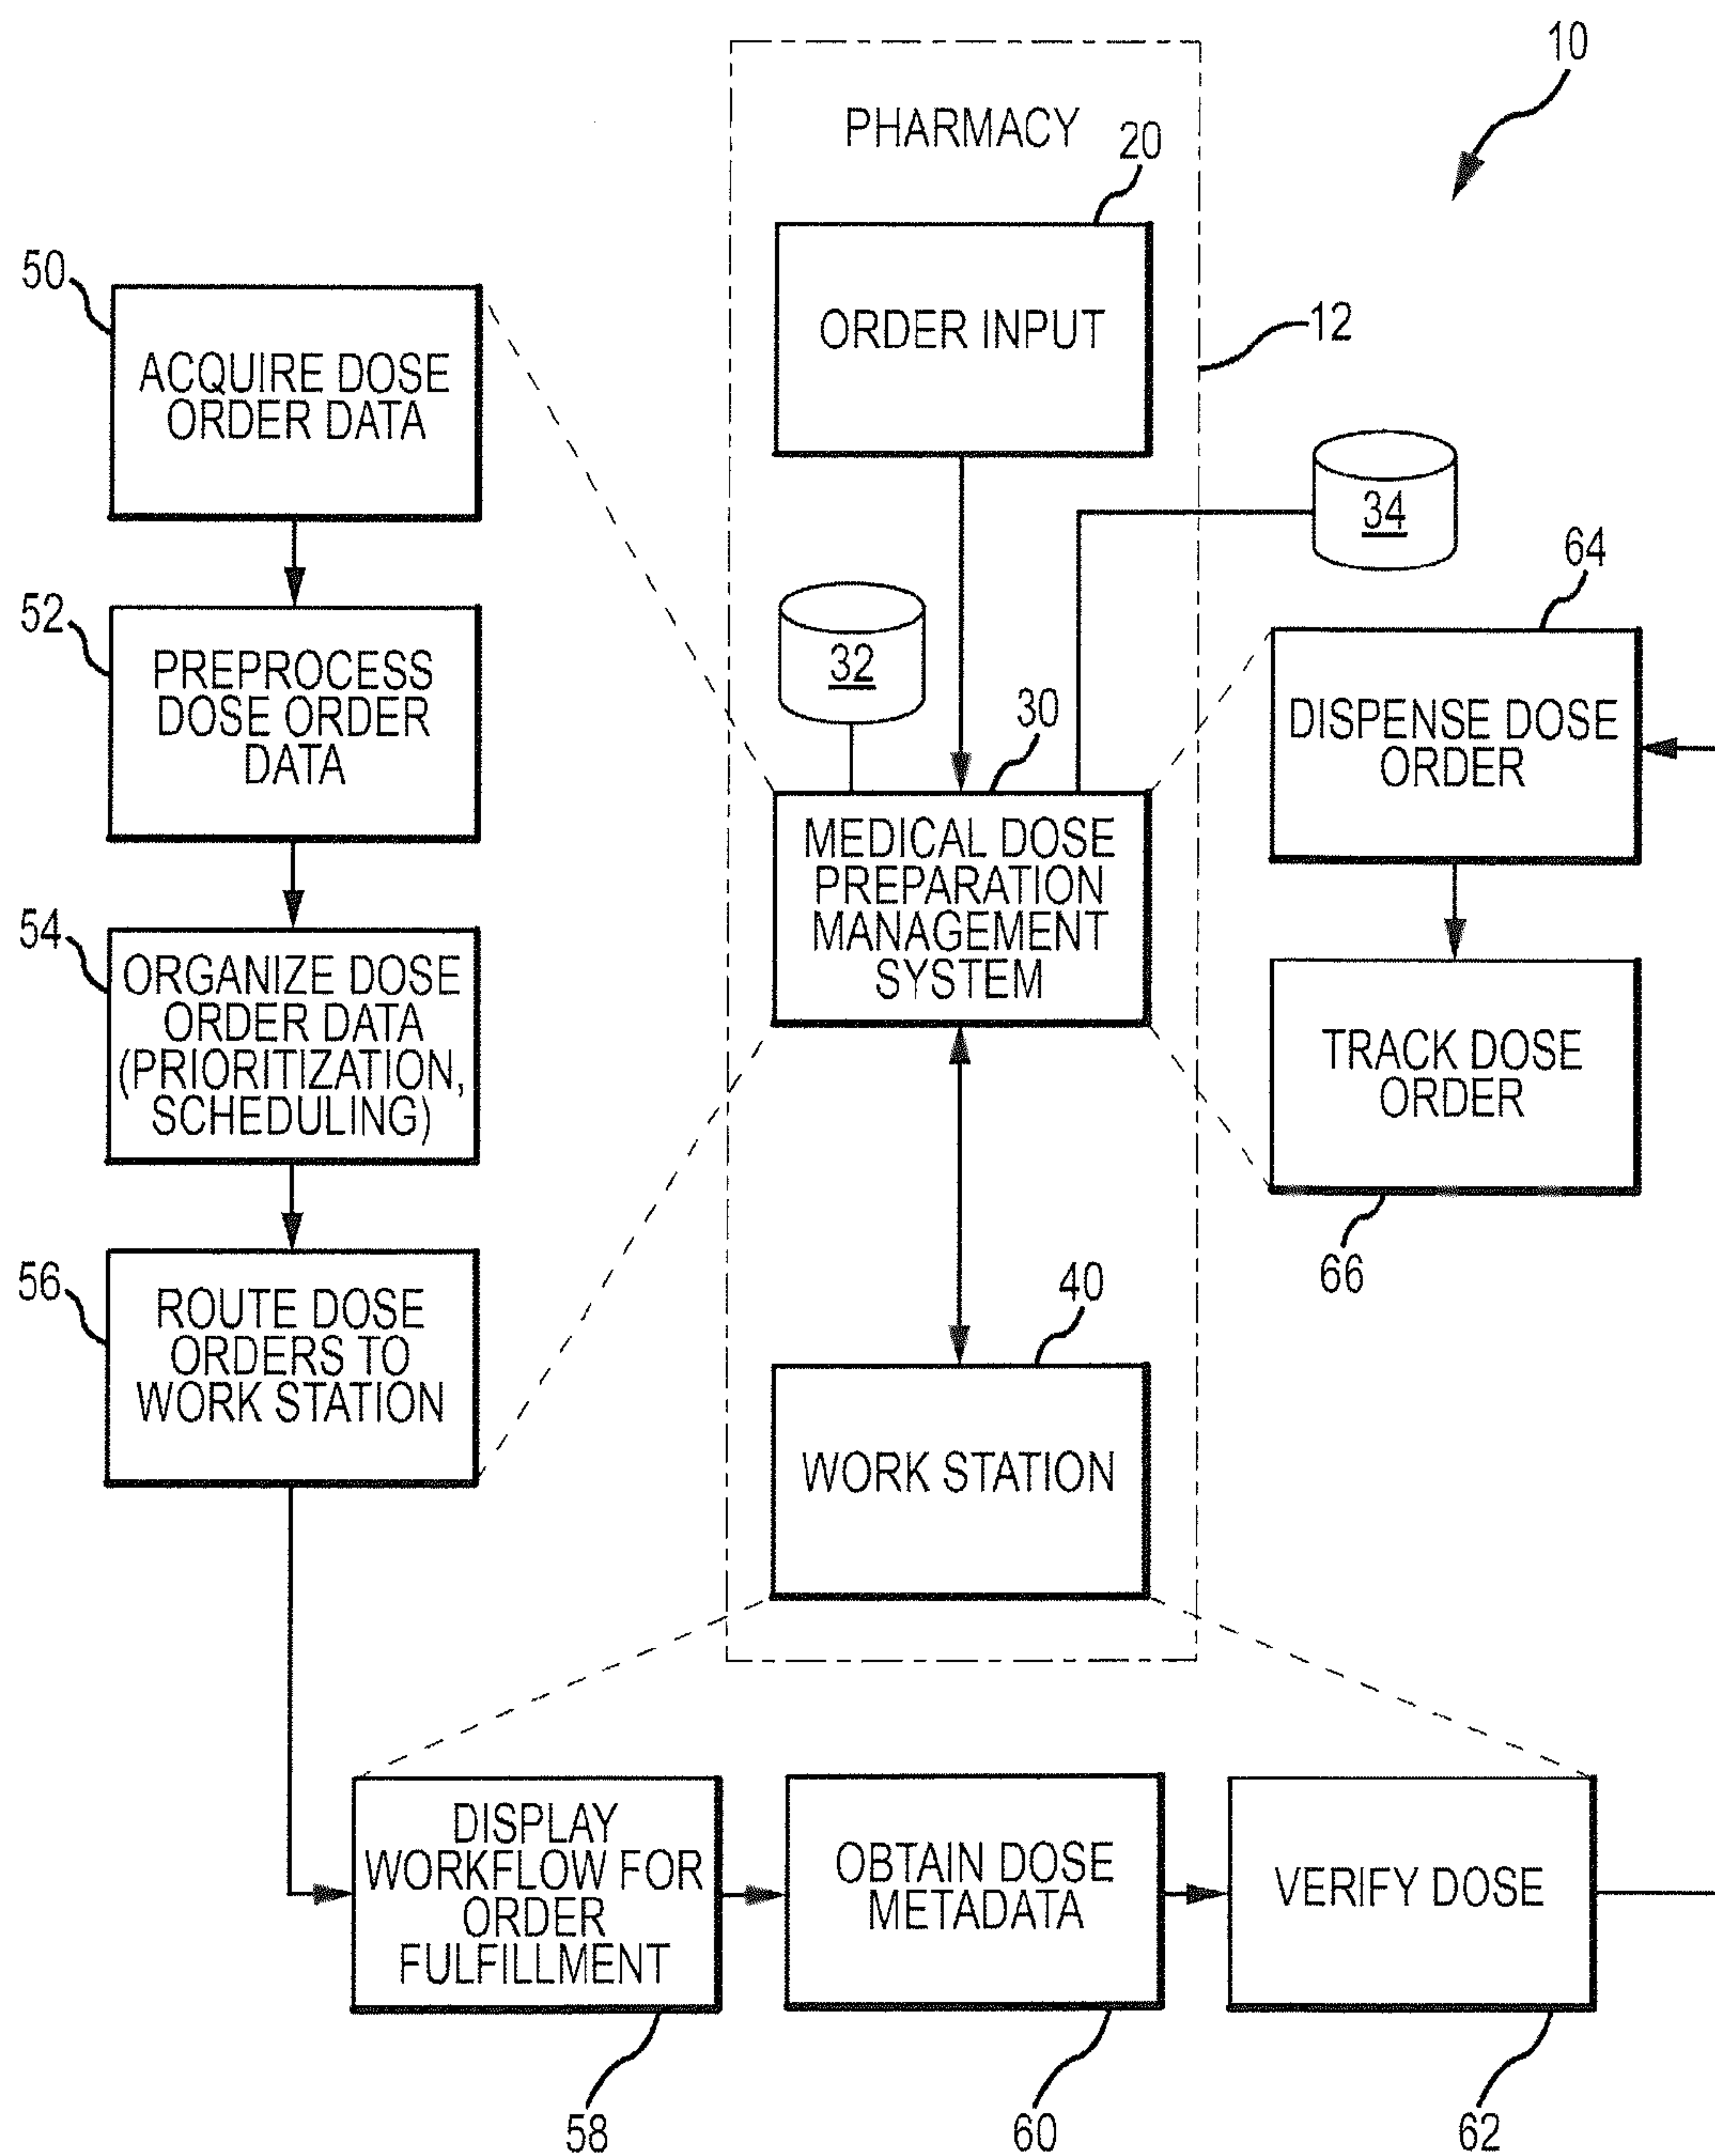 10
PHARMACY
20
ORDER INPUT
12
50
ACQUIRE DOSE
ORDER DATA
34
64
52
PREPROCESS
DOSE ORDER
DATA
32
30
DISPENSE DOSE
ORDER
MEDICAL DOSE
PREPARATION
MANAGEMENT
SYSTEM
54
ORGANIZE DOSE
ORDER DATA
(PRIORITIZATION,
SCHEDULING)
TRACK DOSE
ORDER
66
56
ROUTE DOSE
ORDERS TO
WORK STATION
40
WORK STATION
DISPLAY
WORKFLOW FOR
ORDER
FULFILLMENT
OBTAIN DOSE
METADATA
VERIFY DOSE
58
60
62